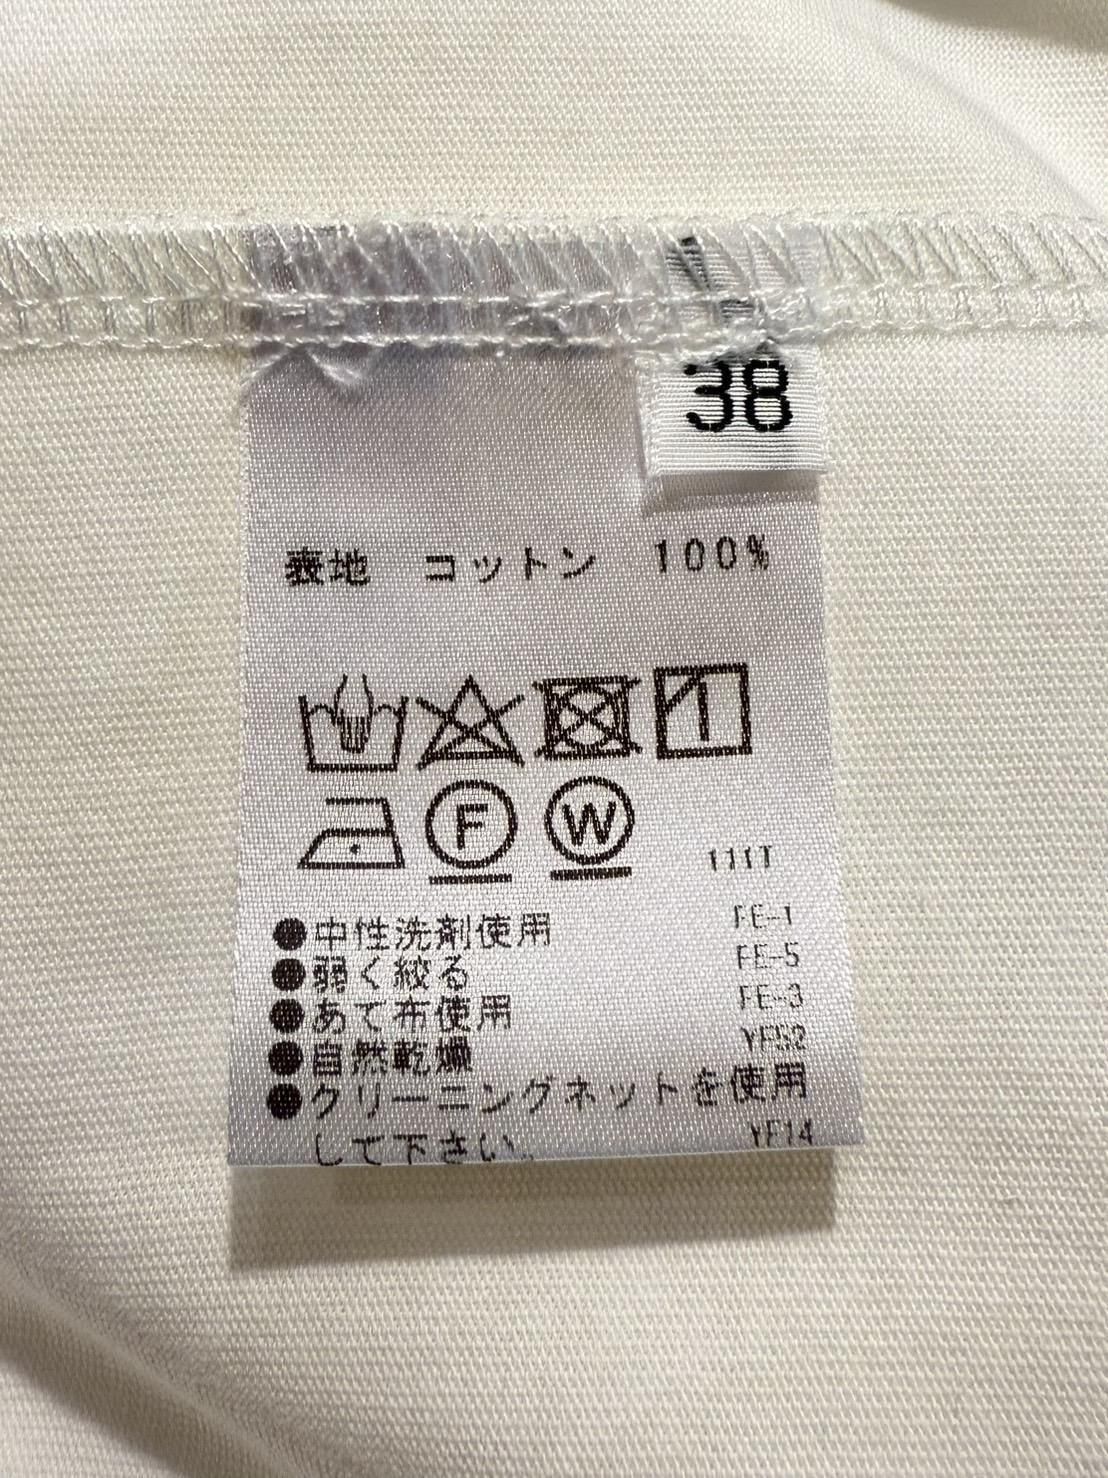 38
表地 コットン 100%
F W
111T
●中性洗剤使用 FE-1
●弱く絞る FE-5
●あて布使用 FE-3
●自然乾燥 YF52
●クリーニングネットを使用
して下さい。 YF14